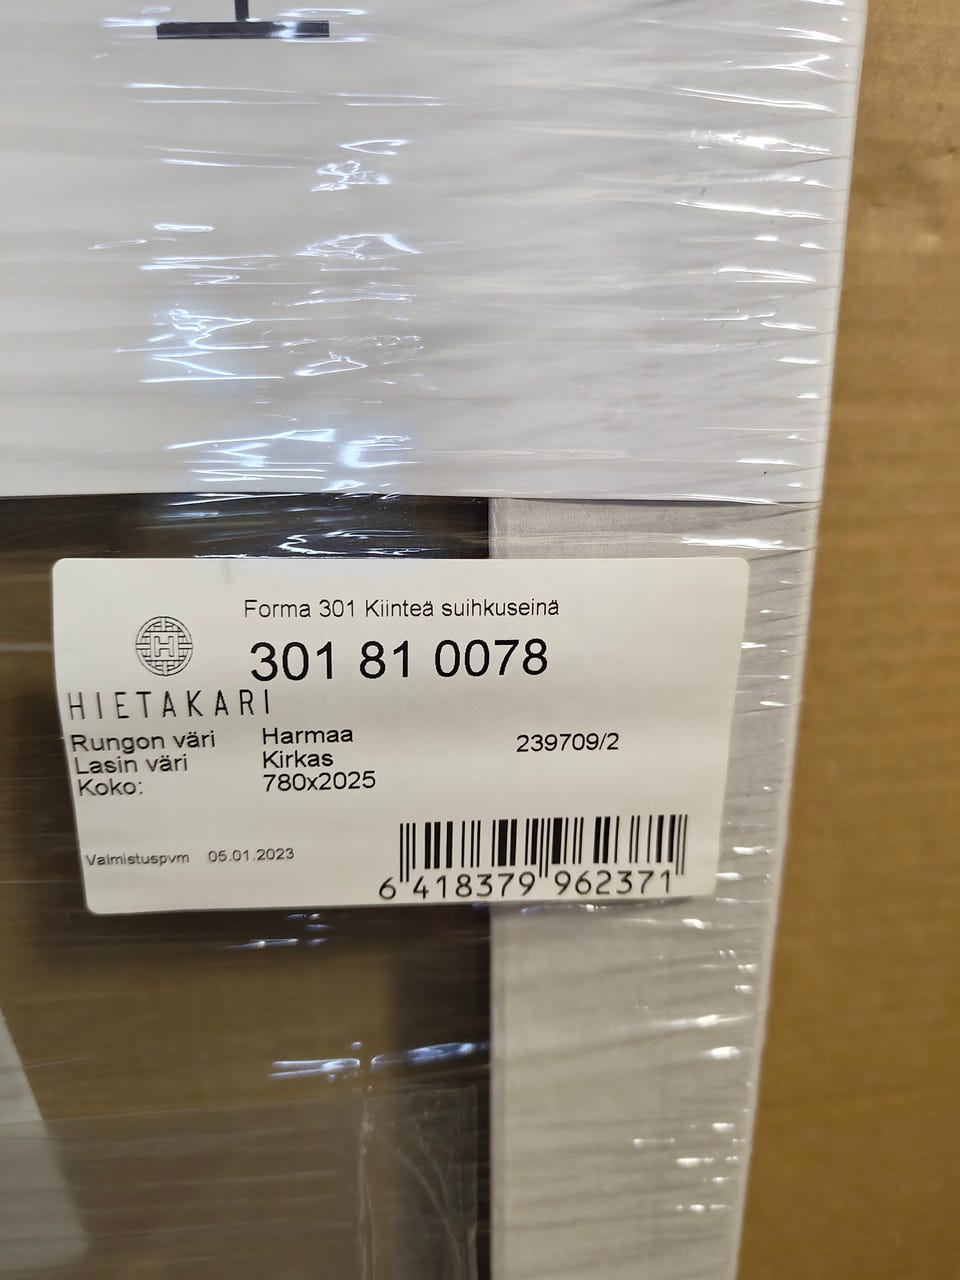 Forma 301 Kiinteä suihkuseinä
301 81 0078
H
HIETAKARI
Rungon väri Harmaa 239709/2
Lasin väri Kirkas
Koko: 780x2025
Valmistuspvm 05.01.2023
6 418379 962371